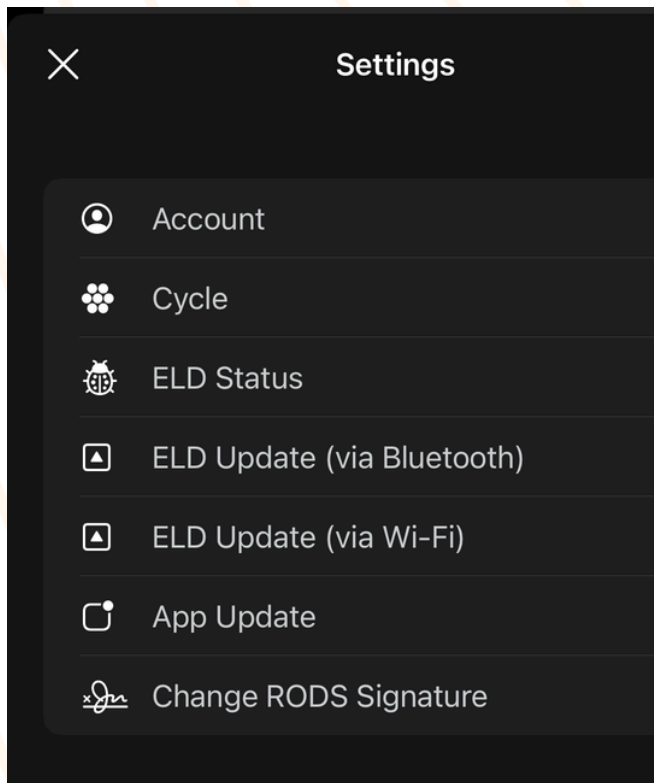 Settings
Account
Cycle
ELD Status
ELD Update (via Bluetooth)
ELD Update (via Wi-Fi)
App Update
Change RODS Signature